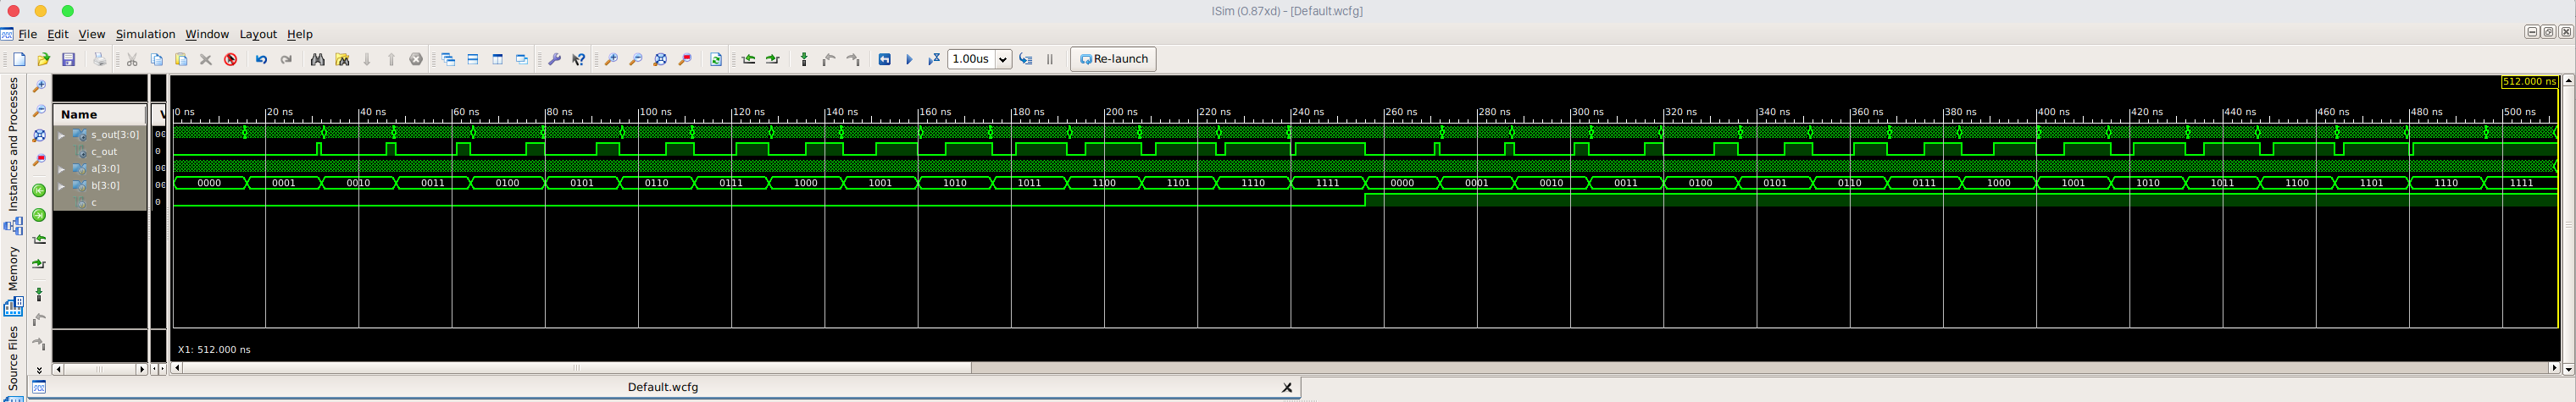 ISim (0.87xd) - [Default.wcfg]
File Edit View Simulation Window Layout Help
1.00us Re-launch
Instances and Processes
Memory
Source Files
512.000 ns
Name V
0 ns 20 ns 40 ns 60 ns 80 ns 100 ns 120 ns 140 ns 160 ns 180 ns 200 ns 220 ns 240 ns 260 ns 280 ns 300 ns 320 ns 340 ns 360 ns 380 ns 400 ns 420 ns 440 ns 460 ns 480 ns 500 ns
s_out[3:0] 00
c_out 0
a[3:0] 00
b[3:0] 00 0000 0001 0010 0011 0100 0101 0110 0111 1000 1001 1010 1011 1100 1101 1110 1111 0000 0001 0010 0011 0100 0101 0110 0111 1000 1001 1010 1011 1100 1101 1110 1111
c 0
X1: 512.000 ns
Default.wcfg